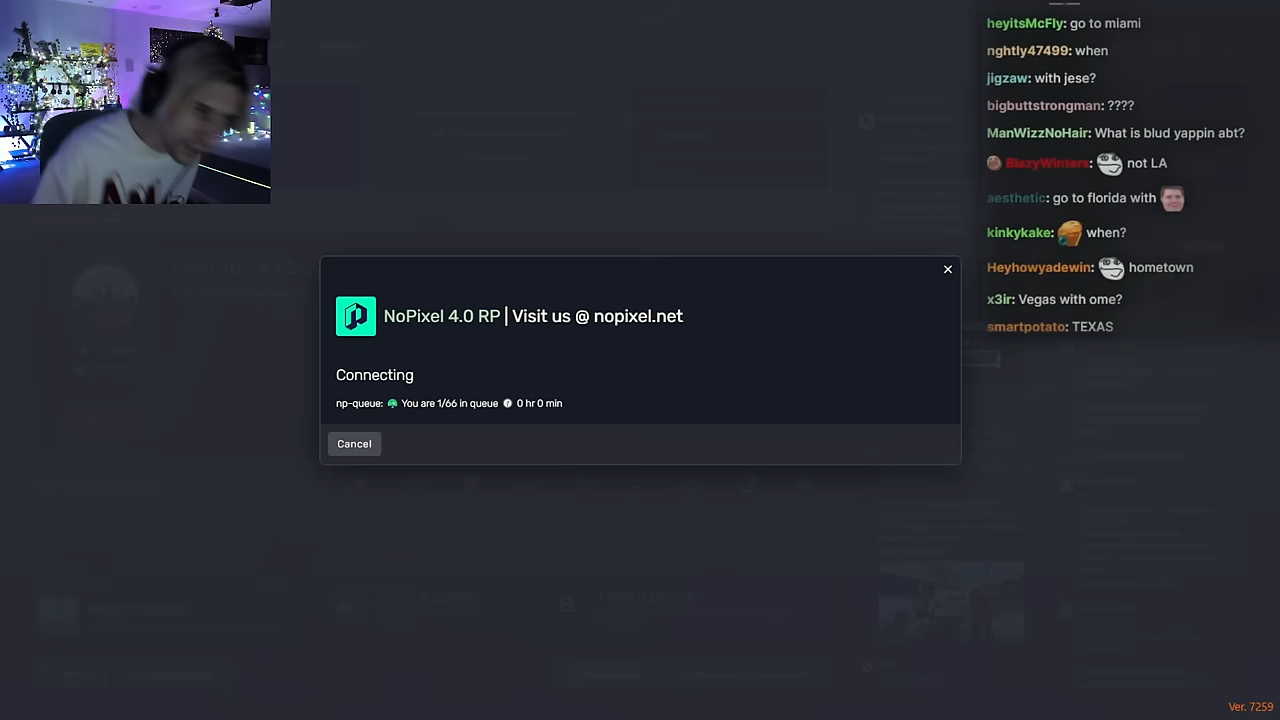 heyitsMcFly: go to miami
nghtly47499: when
jigzaw: with jese?
bigbuttstrongman: ????
ManWizzNoHair: What is blud yappin abt?
BlazyWinters: not LA
aesthetic: go to florida with
kinkykake: when?
Heyhowyadewin: hometown
x3ir: Vegas with ome?
smartpotato: TEXAS
NoPixel 4.0 RP | Visit us @ nopixel.net
Connecting
np-queue: You are 1/66 in queue 0 hr 0 min
Cancel
Ver. 7259